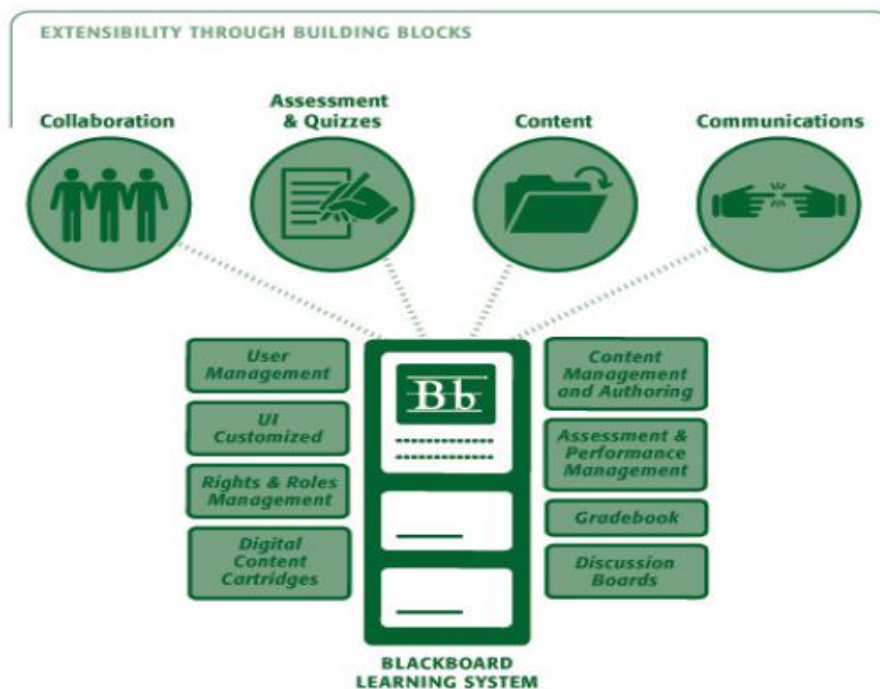 EXTENSIBILITY THROUGH BUILDING BLOCKS
Collaboration
Assessment
& Quizzes
Content
Communications
User
Management
UI
Customized
Rights & Roles
Management
Digital
Content
Cartridges
Bb
Content
Management
and Authoring
Assessment &
Performance
Management
Gradebook
Discussion
Boards
BLACKBOARD
LEARNING SYSTEM